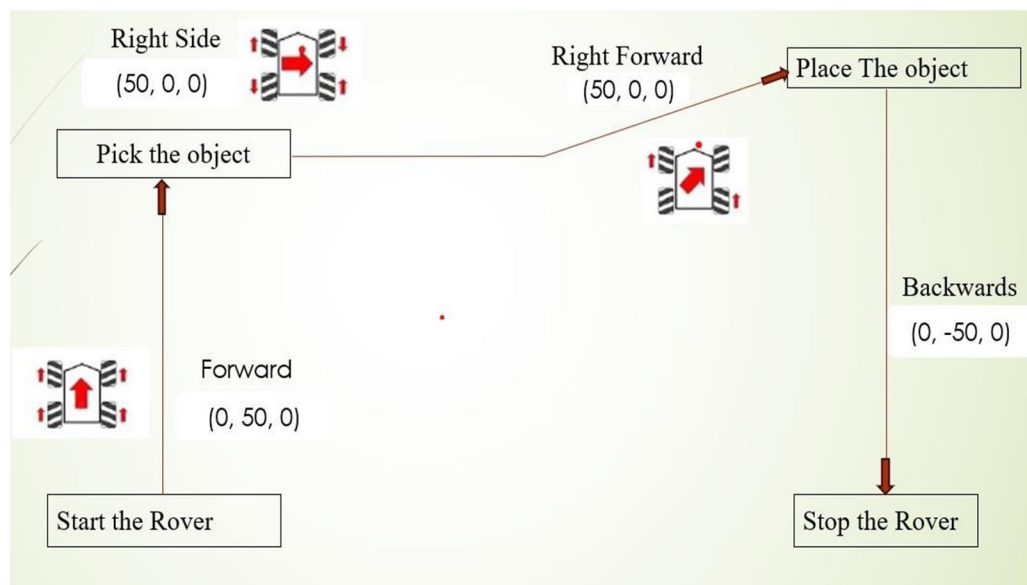 Right Side
(50, 0, 0)
Right Forward
(50, 0, 0)
Place The object
Pick the object
Backwards
(0, -50, 0)
Forward
(0, 50, 0)
Start the Rover
Stop the Rover